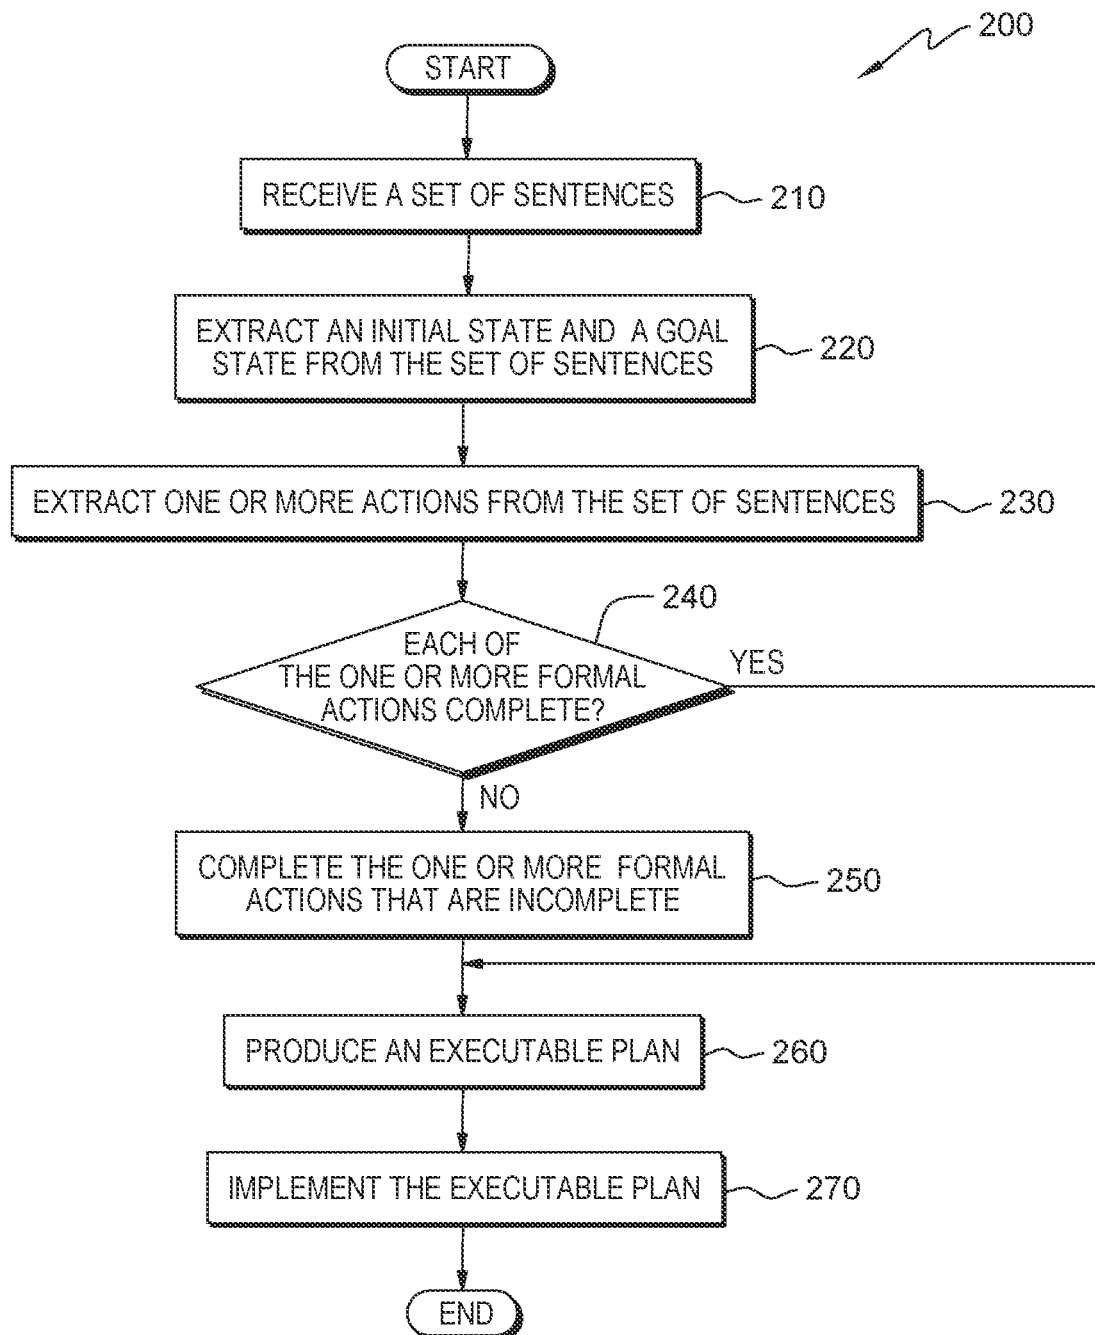 200
START
RECEIVE A SET OF SENTENCES
210
EXTRACT AN INITIAL STATE AND A GOAL
STATE FROM THE SET OF SENTENCES
220
EXTRACT ONE OR MORE ACTIONS FROM THE SET OF SENTENCES
230
240
EACH OF
THE ONE OR MORE FORMAL
ACTIONS COMPLETE?
YES
NO
COMPLETE THE ONE OR MORE FORMAL
ACTIONS THAT ARE INCOMPLETE
250
PRODUCE AN EXECUTABLE PLAN
260
IMPLEMENT THE EXECUTABLE PLAN
270
END